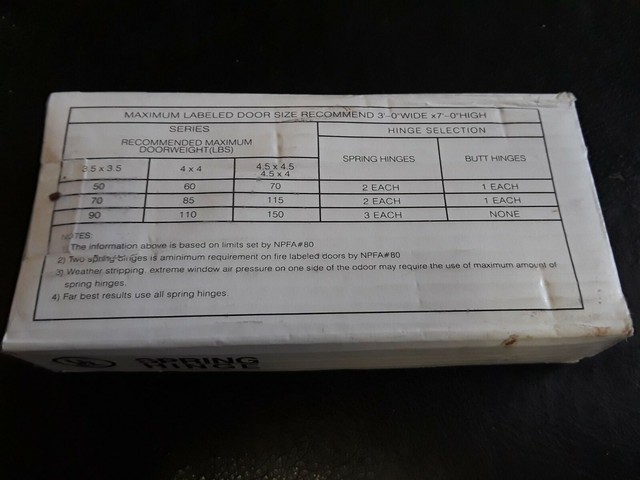 MAXIMUM LABELED DOOR SIZE RECOMMEND 3'-0"WIDE x7'-0"HIGH
SERIES HINGE SELECTION
RECOMMENDED MAXIMUM
DOORWEIGHT(LBS)
SPRING HINGES BUTT HINGES
3.5 x 3.5 4 x 4 4.5 x 4.5
4.5 x 4
50 60 70 2 EACH 1 EACH
70 85 115 2 EACH 1 EACH
90 110 150 3 EACH NONE
NOTES:
1) The information above is based on limits set by NPFA#80
2) Two spring hinges is aminimum requirement on fire labeled doors by NPFA#80
3) Weather stripping extreme window air pressure on one side of the odoor may require the use of maximum amount of
spring hinges.
4) Far best results use all spring hinges.
UL SPRING
HINGE